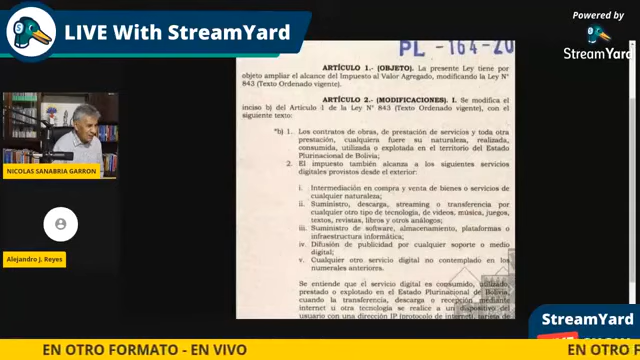 LIVE With StreamYard
Powered by
StreamYard
PL -164-20
ARTÍCULO 1.- (OBJETO). La presente Ley tiene por
objeto ampliar el alcance del Impuesto al Valor Agregado, modificando la Ley N°
843 (Texto Ordenado vigente).
ARTÍCULO 2.- (MODIFICACIONES). I. Se modifica el
inciso b) del Artículo 1 de la Ley N° 843 (Texto Ordenado vigente), con el
siguiente texto:
"b) 1. Los contratos de obras, de prestación de servicios y toda otra
prestación, cualquiera fuere su naturaleza, realizada,
consumida, utilizada o explotada en el territorio del Estado
Plurinacional de Bolivia;
2. El impuesto también alcanza a los siguientes servicios
digitales provistos desde el exterior:
i. Intermediación en compra y venta de bienes o servicios de
cualquier naturaleza;
ii. Suministro, descarga, streaming o transferencia por
cualquier otro tipo de tecnología, de videos, música, juegos,
textos, revistas, libros y otros análogos;
iii. Suministro de software, almacenamiento, plataformas o
infraestructura informática;
iv. Difusión de publicidad por cualquier soporte o medio
digital;
v. Cualquier otro servicio digital no contemplado en los
numerales anteriores.
Se entiende que el servicio digital es consumido, utilizado
prestado o explotado en el Estado Plurinacional de Bolivia,
cuando la transferencia, descarga o recepción mediante
internet u otra tecnología se realice a un dispositivo del
usuario con una dirección IP (protocolo de internet), tarjeta de
NICOLAS SANABRIA GARRON
Alejandro J. Reyes
StreamYard
EN OTRO FORMATO - EN VIVO
EN OTRO F